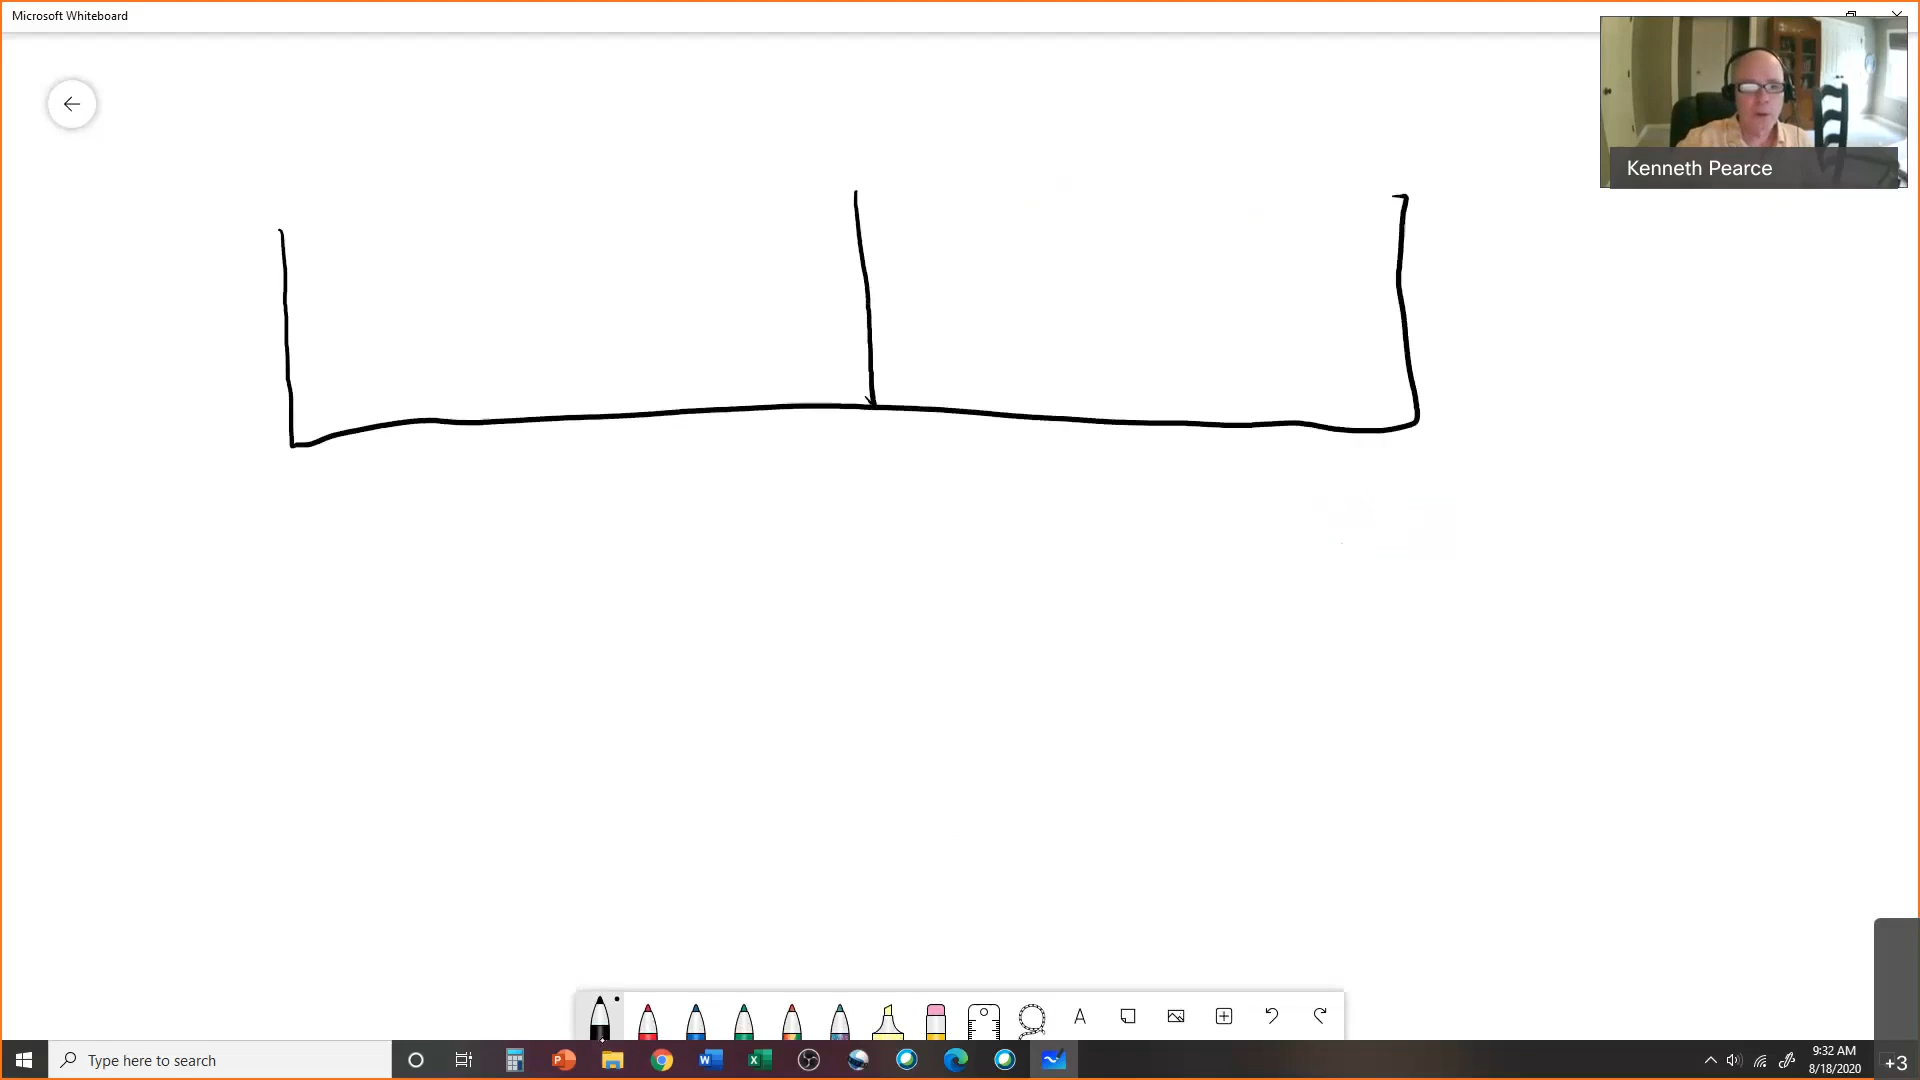 Microsoft Whiteboard
Kenneth Pearce
Type here to search
9:32 AM
8/18/2020
+3